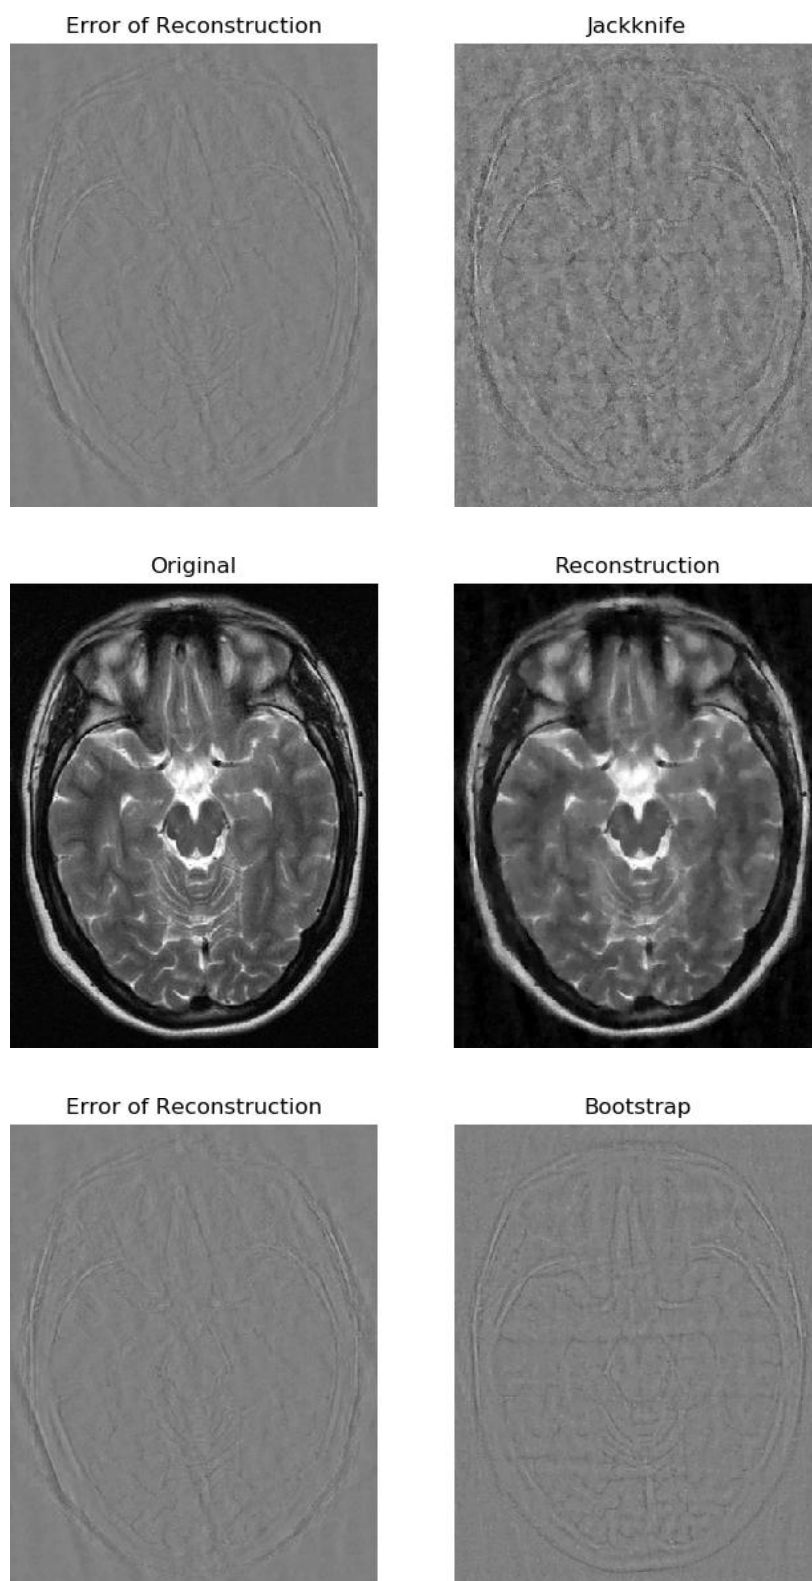 Error of Reconstruction
Jackknife
Original
Reconstruction
Error of Reconstruction
Bootstrap